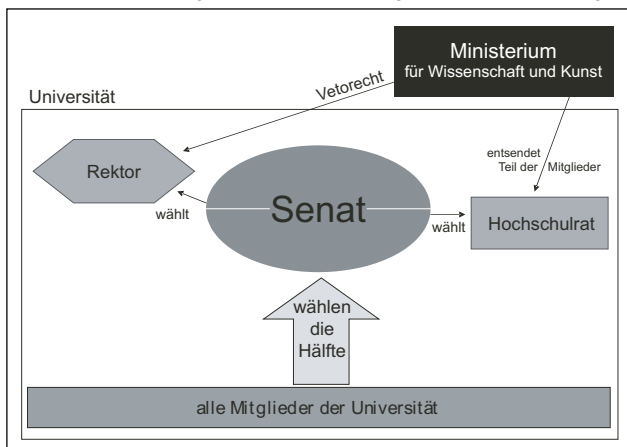 Ministerium
für Wissenschaft und Kunst
Vetorecht
Universität
entsendet
Teil der Mitglieder
Rektor
Senat
wählt
wählt
Hochschulrat
wählen
die
Hälfte
alle Mitglieder der Universität